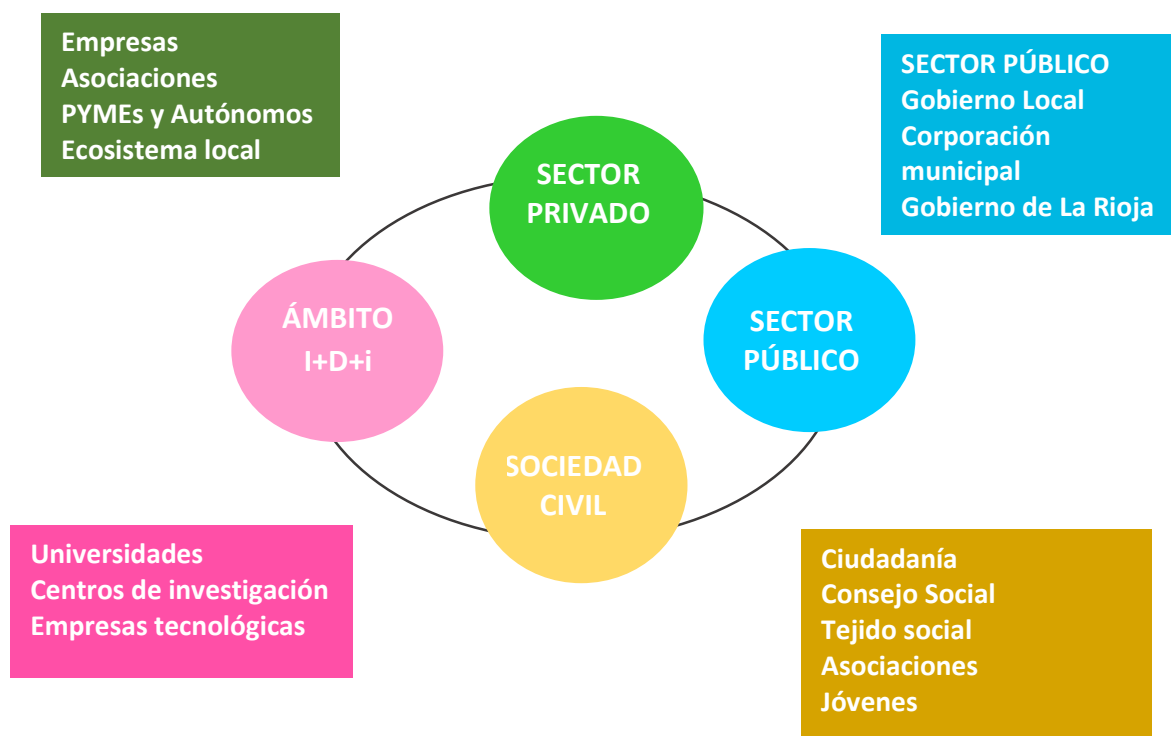 Empresas
Asociaciones
PYMEs y Autónomos
Ecosistema local
SECTOR PÚBLICO
Gobierno Local
Corporación
municipal
Gobierno de La Rioja
SECTOR
PRIVADO
ÁMBITO
I+D+i
SECTOR
PÚBLICO
SOCIEDAD
CIVIL
Universidades
Centros de investigación
Empresas tecnológicas
Ciudadanía
Consejo Social
Tejido social
Asociaciones
Jóvenes